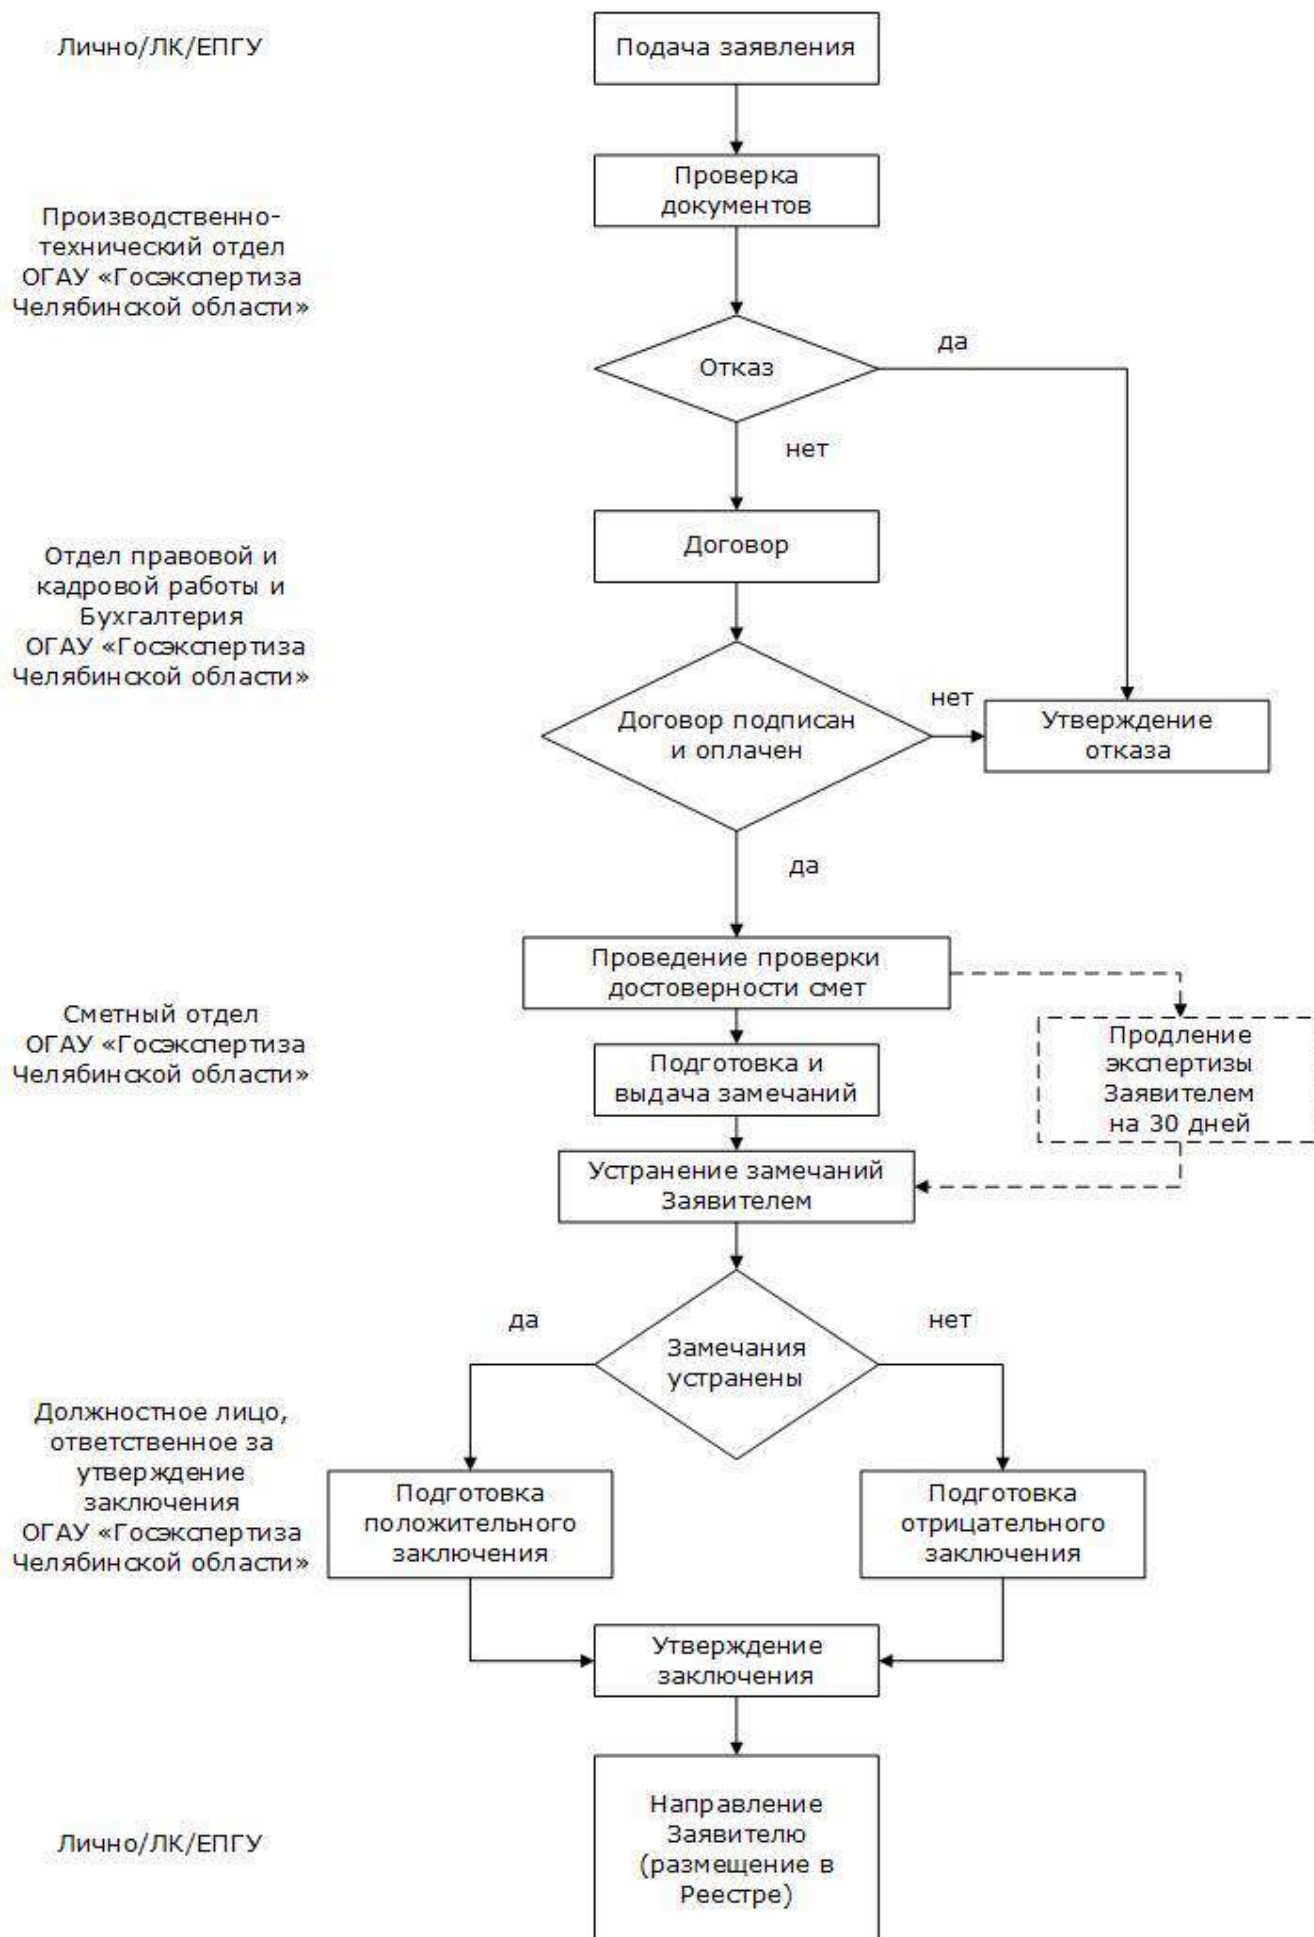 Лично/ЛК/ЕПГУ
Подача заявления
Проверка
документов
Производственно-
технический отдел
ОГАУ «Госэкспертиза
Челябинской области»
Отказ
да
нет
Договор
Отдел правовой и
кадровой работы и
Бухгалтерия
ОГАУ «Госэкспертиза
Челябинской области»
Договор подписан
и оплачен
нет
Утверждение
отказа
да
Проведение проверки
достоверности смет
Сметный отдел
ОГАУ «Госэкспертиза
Челябинской области»
Продление
экспертизы
Заявителем
на 30 дней
Подготовка и
выдача замечаний
Устранение замечаний
Заявителем
да
нет
Замечания
устранены
Должностное лицо,
ответственное за
утверждение
заключения
ОГАУ «Госэкспертиза
Челябинской области»
Подготовка
положительного
заключения
Подготовка
отрицательного
заключения
Утверждение
заключения
Лично/ЛК/ЕПГУ
Направление
Заявителю
(размещение в
Реестре)